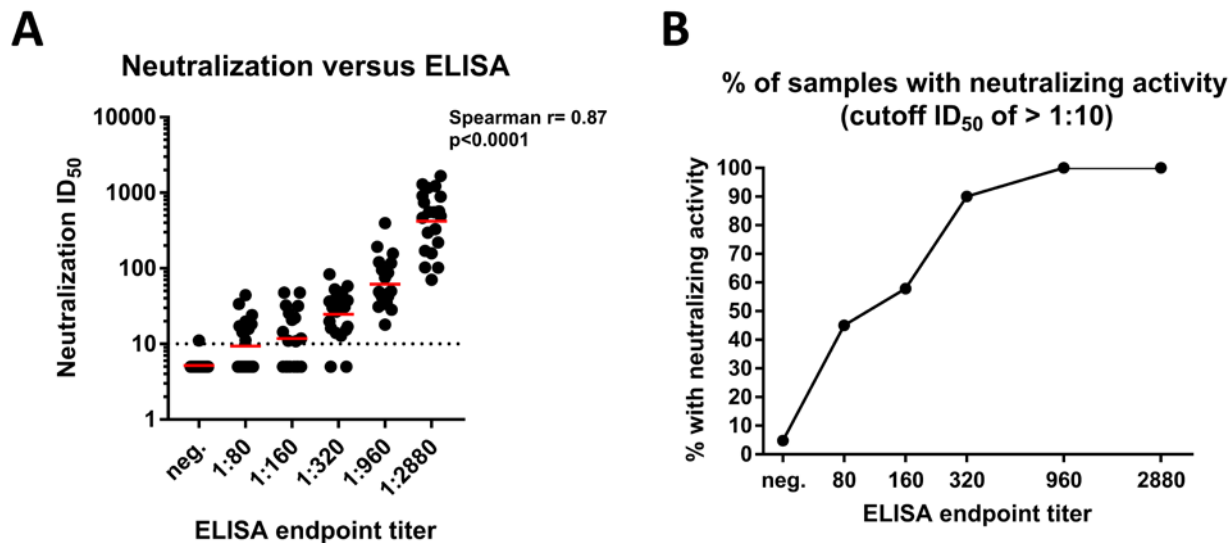 A
Neutralization versus ELISA
Spearman r= 0.87
p<0.0001
Neutralization ID50
10000
1000
100
10
1
neg.
1:80
1:160
1:320
1:960
1:2880
ELISA endpoint titer
B
% of samples with neutralizing activity
(cutoff ID50 of > 1:10)
% with neutralizing activity
100
90
80
70
60
50
40
30
20
10
0
neg. 80 160 320 960 2880
ELISA endpoint titer